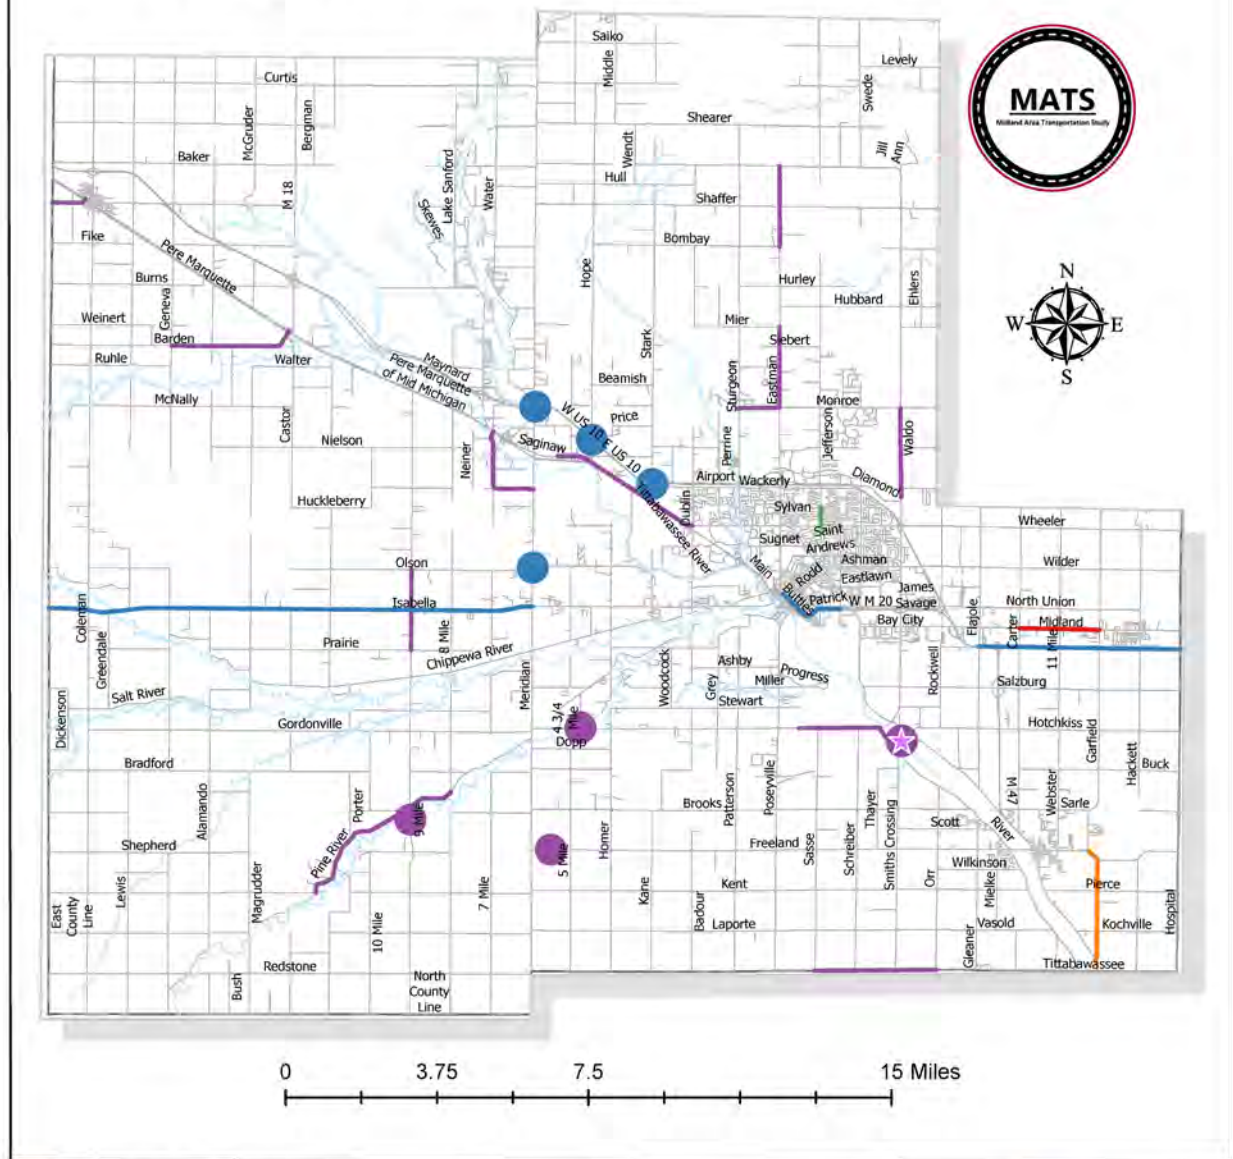 Saiko
Middle
Levely
Swede
Curtis
McGruder
Bergman
Shearer
MATS
Midland Area Transportation Study
Wendt
Jill
Ann
Baker
Lake Sanford
Water
Hull
M 18
Shaffer
Skewes
Fike
Pere Marquette
Bombay
N
Burns
Geneva
Hope
Hurley
Hubbard
Ehlers
W
E
Weinert
Mier
Barden
Stark
Siebert
S
Ruhle
Walter
Maynard
Pere Marquette
of Mid Michigan
Beamish
Sturgeon
Eastman
McNally
Castor
W US 10 E US 10
Price
Monroe
Jefferson
Nielson
Neiner
Saginaw
Perrine
Waldo
Airport
Wackerly
Diamond
Huckleberry
Tittabawassee River
Dublin
Sylvan
Saint
Andrews
Wheeler
Sugnet
Olson
Main
Rodd
Ashman
Wilder
Eastlawn
James
Coleman
Isabella
Buttles
Patrick
W M 20
Savage
Flajole
North Union
Bay City
Carter
Midland
Greendale
Prairie
8 Mile
Chippewa River
11 Mile
Meridian
Woodcock
Ashby
Grey
Miller
Progress
Rockwell
Salzburg
Dickenson
Salt River
Stewart
Gordonville
4 3/4
Mile
Dopp
Hotchkiss
Garfield
Bradford
Hackett
Buck
Alamando
Porter
9 Mile
Brooks
Patterson
Poseyville
Thayer
Smiths Crossing
M 47
Webster
Sarle
Shepherd
Pine River
5 Mile
Homer
Freeland
Sasse
Schreiber
Scott
River
Wilkinson
East
County
Line
Lewis
Magrudder
7 Mile
Kane
Kent
Orr
Mielke
Pierce
10 Mile
Badour
Laporte
Vasold
Kochville
Hospital
Bush
Redstone
North
County
Line
Gleaner
Tittabawassee
0 3.75 7.5 15 Miles